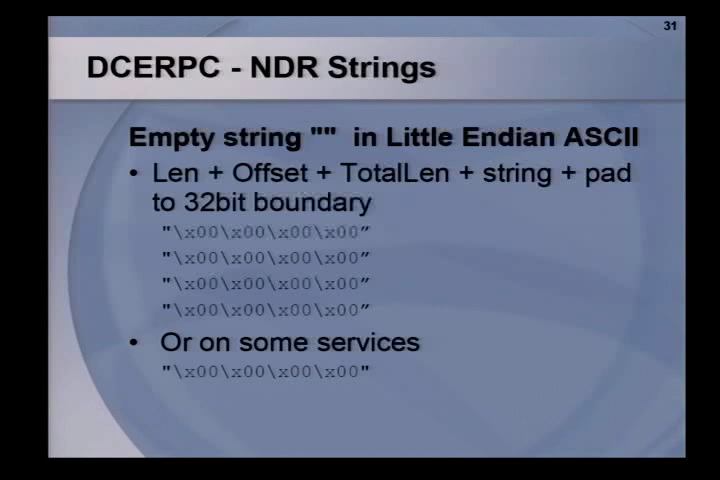 31
DCERPC - NDR Strings
Empty string "" in Little Endian ASCII
• Len + Offset + TotalLen + string + pad
to 32bit boundary
"\x00\x00\x00\x00”
"\x00\x00\x00\x00”
"\x00\x00\x00\x00”
"\x00\x00\x00\x00”
• Or on some services
"\x00\x00\x00\x00"